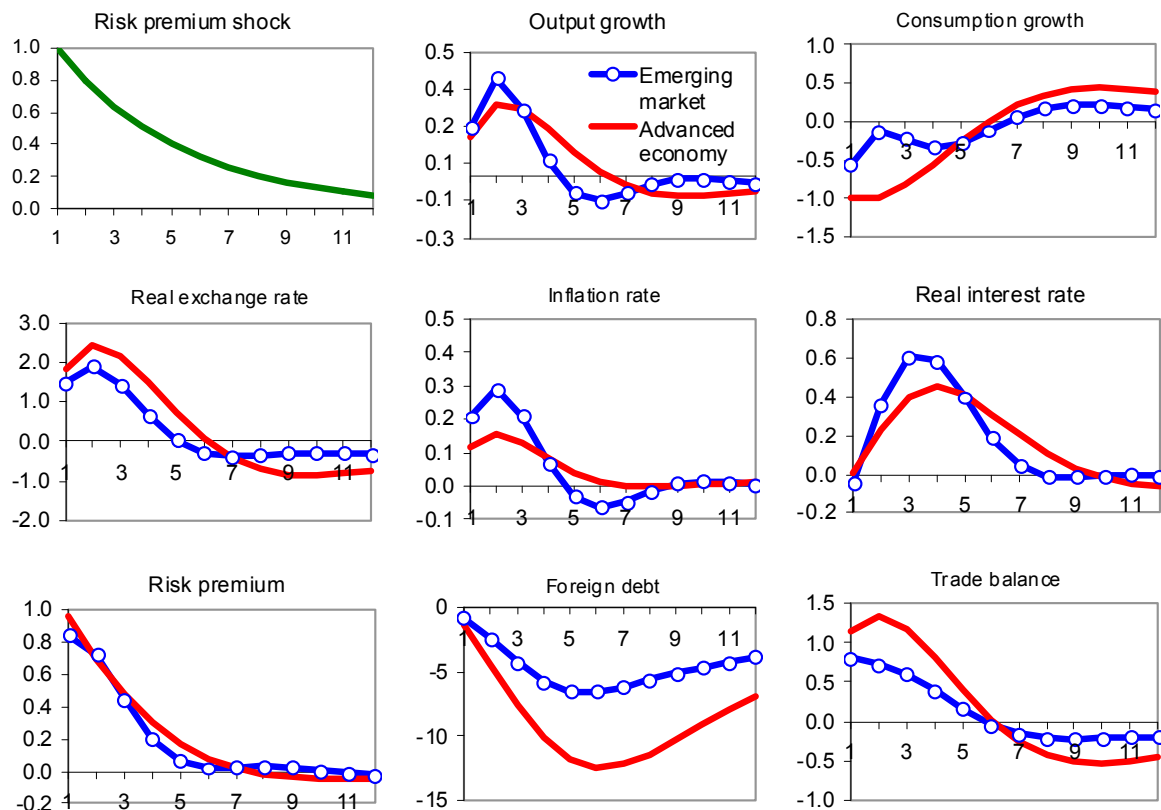 Risk premium shock
1.0
0.8
0.6
0.4
0.2
0.0
1 3 5 7 9 11
Output growth
0.5
0.4
0.2
0.1
-0.1
-0.3
1 3 5 7 9 11
Emerging
market
Advanced
economy
Consumption growth
1.0
0.5
0.0
-0.5
-1.0
-1.5
1 3 5 7 9 11
Real exchange rate
3.0
2.0
1.0
0.0
-1.0
-2.0
1 3 5 7 9 11
Inflation rate
0.5
0.4
0.3
0.2
0.1
0.0
-0.1
1 3 5 7 9 11
Real interest rate
0.8
0.6
0.4
0.2
0.0
-0.2
1 3 5 7 9 11
Risk premium
1.0
0.8
0.6
0.4
0.2
0.0
-0.2
1 3 5 7 9 11
Foreign debt
0
-5
-10
-15
1 3 5 7 9 11
Trade balance
1.5
1.0
0.5
0.0
-0.5
-1.0
1 3 5 7 9 11